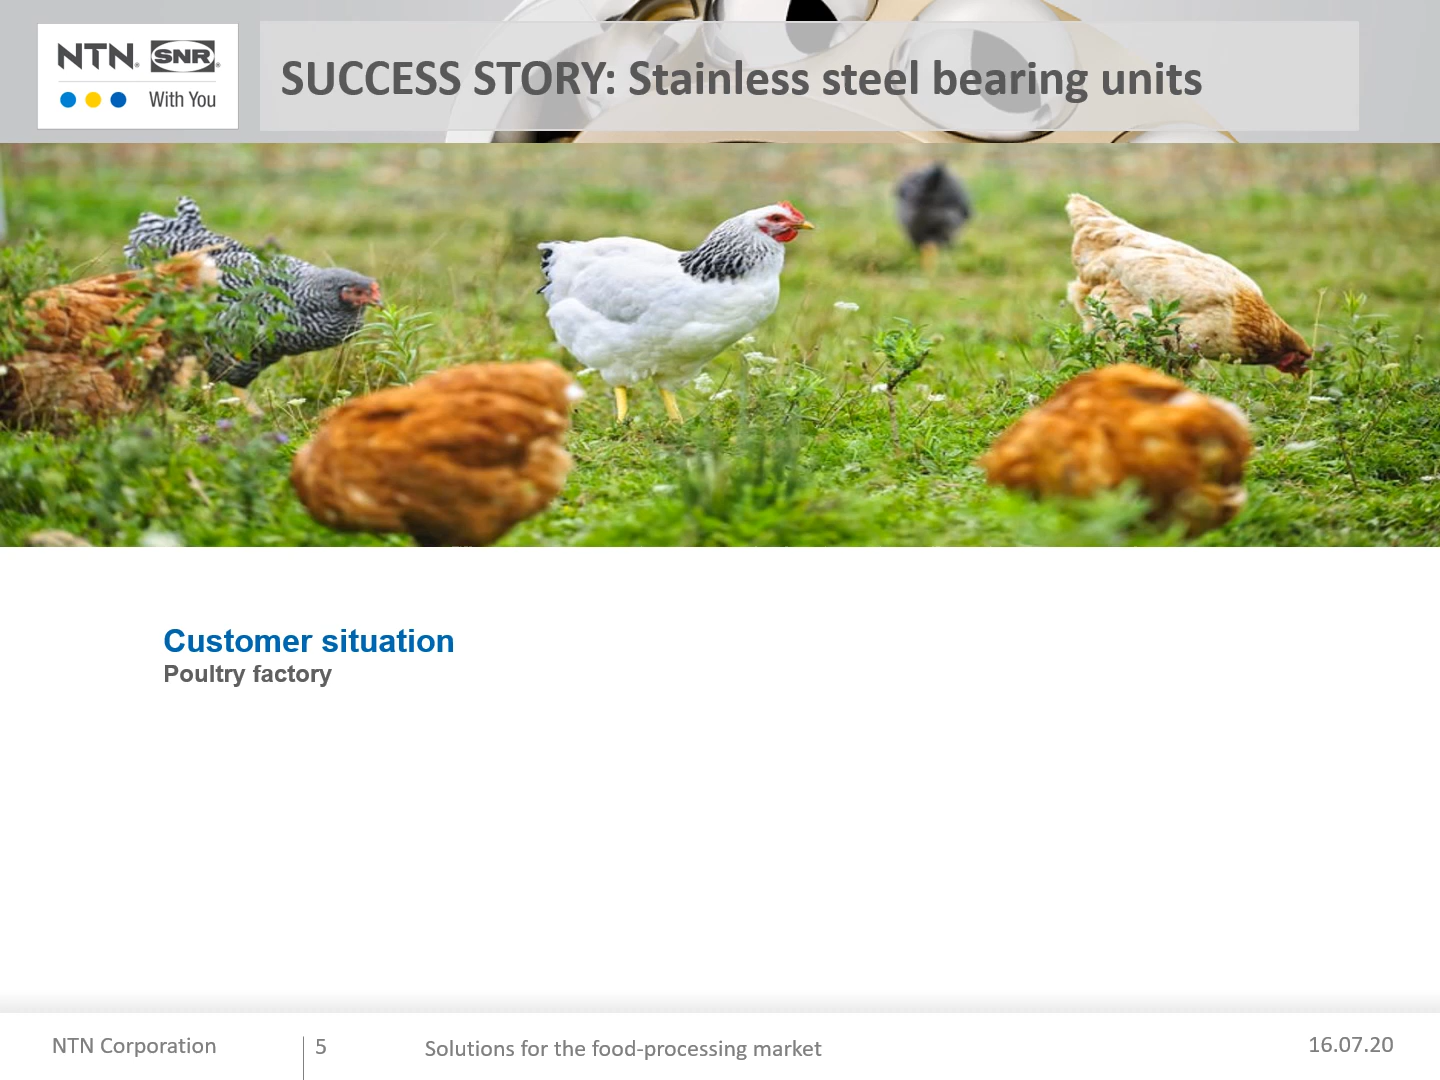 NTN SNR
With You
SUCCESS STORY: Stainless steel bearing units
Customer situation
Poultry factory
NTN Corporation
5
Solutions for the food-processing market
16.07.20